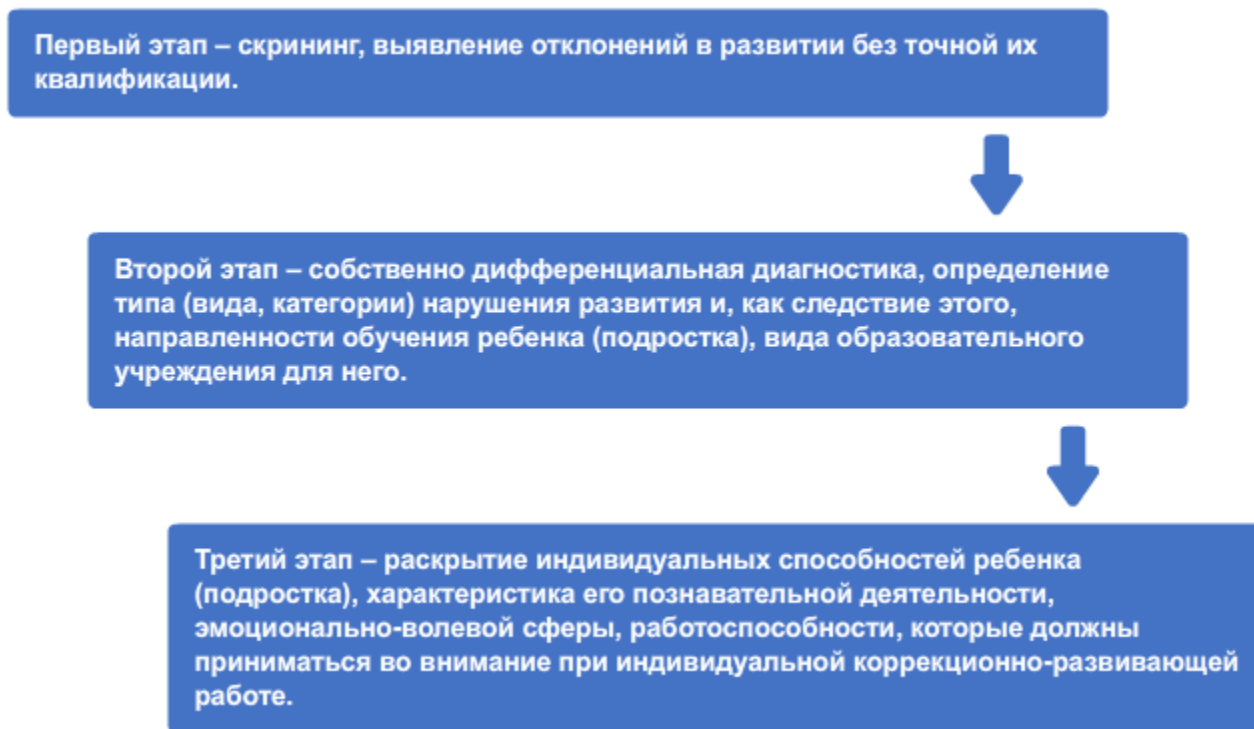 Первый этап – скрининг, выявление отклонений в развитии без точной их
квалификации.
Второй этап – собственно дифференциальная диагностика, определение
типа (вида, категории) нарушения развития и, как следствие этого,
направленности обучения ребенка (подростка), вида образовательного
учреждения для него.
Третий этап – раскрытие индивидуальных способностей ребенка
(подростка), характеристика его познавательной деятельности,
эмоционально-волевой сферы, работоспособности, которые должны
приниматься во внимание при индивидуальной коррекционно-развивающей
работе.